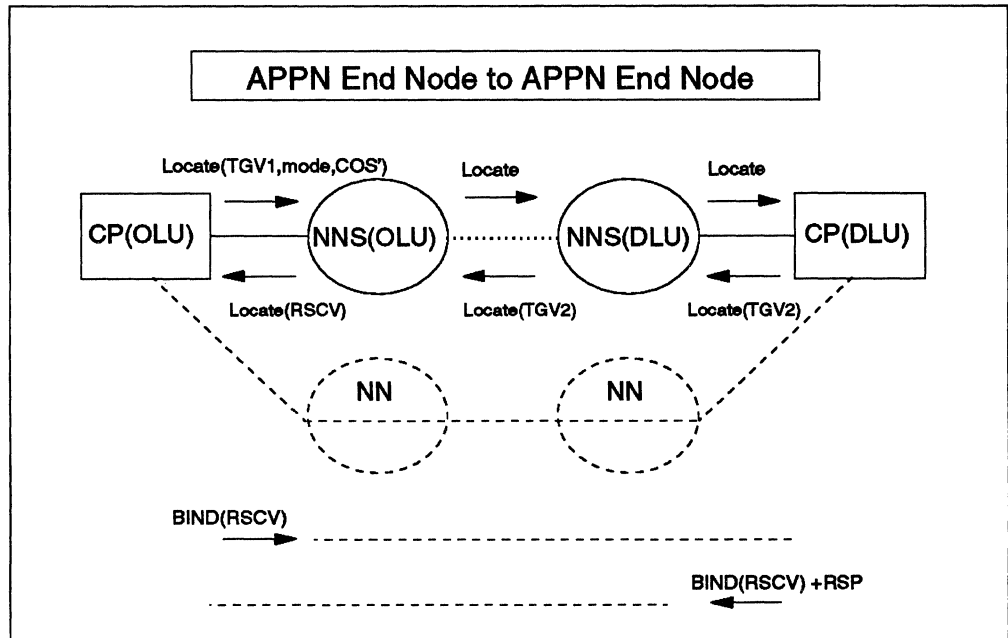 APPN End Node to APPN End Node
Locate(TGV1,mode,COS')
Locate
Locate
CP(OLU)
NNS(OLU)
NNS(DLU)
CP(DLU)
Locate(RSCV)
Locate(TGV2)
Locate(TGV2)
NN
NN
BIND(RSCV)
BIND(RSCV) +RSP